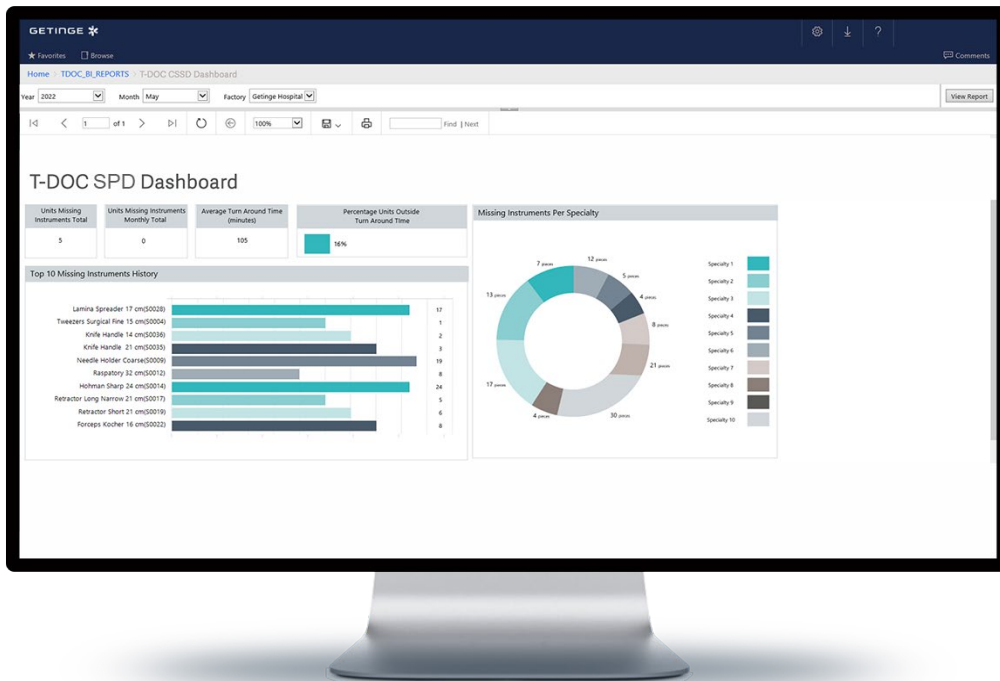 GETINGE
Favorites Browse Comments
Home > TDOC_BI_REPORTS > T-DOC CSSD Dashboard
Year 2022 Month May Factory Getinge Hospital View Report
1 of 1 100% Find | Next
T-DOC SPD Dashboard
Units Missing
Instruments Total
5
Units Missing Instruments
Monthly Total
0
Average Turn Around Time
(minutes)
105
Percentage Units Outside
Turn Around Time
16%
Top 10 Missing Instruments History
Lamina Spreader 17 cm(S0028) 17
Tweezers Surgical Fine 15 cm(S0004) 1
Knife Handle 14 cm(S0036) 2
Knife Handle 21 cm(S0035) 3
Needle Holder Coarse(S0009) 19
Raspatory 32 cm(S0012) 8
Hohman Sharp 24 cm(S0014) 24
Retractor Long Narrow 21 cm(S0017) 5
Retractor Short 21 cm(S0019) 6
Forceps Kocher 16 cm(S0022) 8
Missing Instruments Per Specialty
7 pieces
12 pieces
5 pieces
4 pieces
8 pieces
21 pieces
30 pieces
4 pieces
17 pieces
13 pieces
Specialty 1
Specialty 2
Specialty 3
Specialty 4
Specialty 5
Specialty 6
Specialty 7
Specialty 8
Specialty 9
Specialty 10